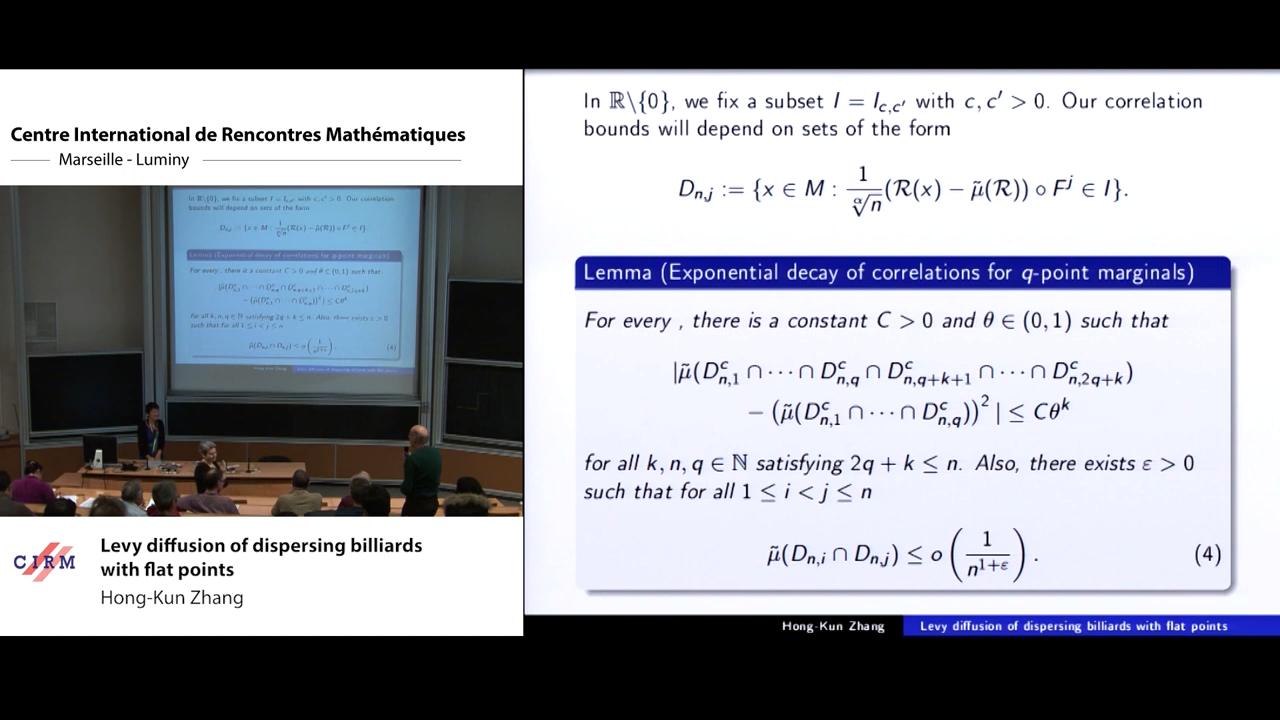 Centre International de Rencontres Mathématiques
Marseille - Luminy
In ℝ\{0}, we fix a subset I = I_{c,c′} with c, c′ > 0. Our correlation
bounds will depend on sets of the form
D_{n,j} := {x ∈ M : \frac{1}{\sqrt[α]{n}}(ℛ(x) − μ̃(ℛ)) ∘ F^j ∈ I}.
Lemma (Exponential decay of correlations for q-point marginals)
For every , there is a constant C > 0 and θ ∈ (0, 1) such that
|μ̃(D^c_{n,1} ∩ ⋯ ∩ D^c_{n,q} ∩ D^c_{n,q+k+1} ∩ ⋯ ∩ D^c_{n,2q+k})
− (μ̃(D^c_{n,1} ∩ ⋯ ∩ D^c_{n,q}))^2 | ≤ Cθ^k
for all k, n, q ∈ ℕ satisfying 2q + k ≤ n. Also, there exists ε > 0
such that for all 1 ≤ i < j ≤ n
μ̃(D_{n,i} ∩ D_{n,j}) ≤ o(\frac{1}{n^{1+ε}}). (4)
Hong-Kun Zhang Levy diffusion of dispersing billiards with flat points
CIRM
Levy diffusion of dispersing billiards
with flat points
Hong-Kun Zhang